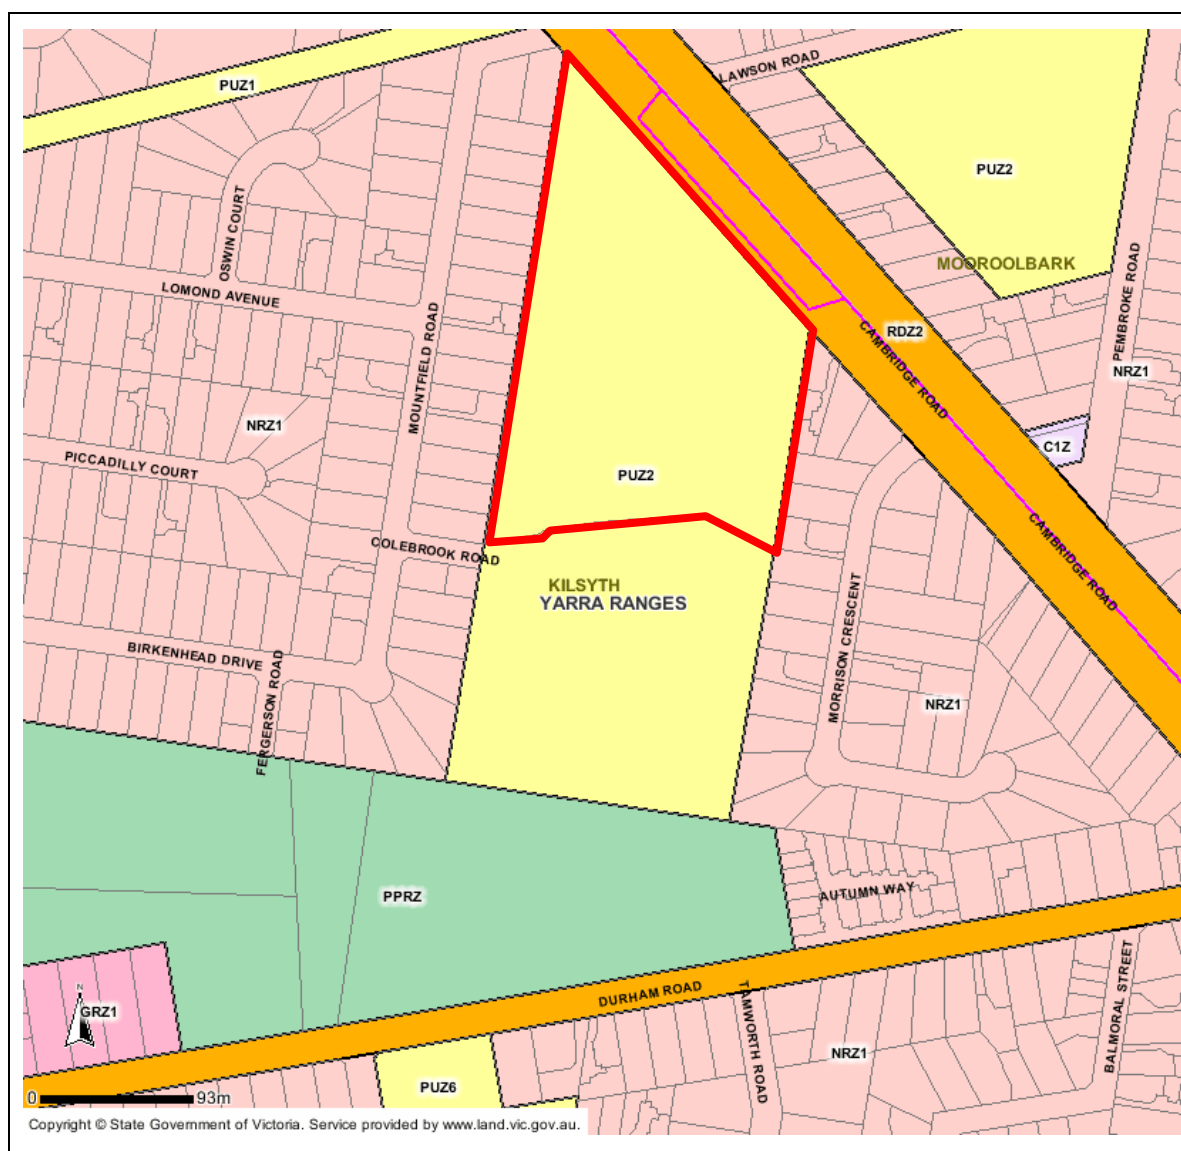 LAWSON ROAD
PUZ1
PUZ2
OSWIN COURT
MOOROOLBARK
LOMOND AVENUE
PEMBROKE ROAD
RDZ2
CAMBRIDGE ROAD
MOUNTFIELD ROAD
NRZ1
NRZ1
C1Z
PICCADILLY COURT
PUZ2
CAMBRIDGE ROAD
COLEBROOK ROAD
KILSYTH
YARRA RANGES
MORRISON CRESCENT
BIRKENHEAD DRIVE
FERGERSON ROAD
NRZ1
PPRZ
AUTUMN WAY
N
GRZ1
DURHAM ROAD
TAMWORTH ROAD
BALMORAL STREET
NRZ1
PUZ6
0 93m
Copyright © State Government of Victoria. Service provided by www.land.vic.gov.au.